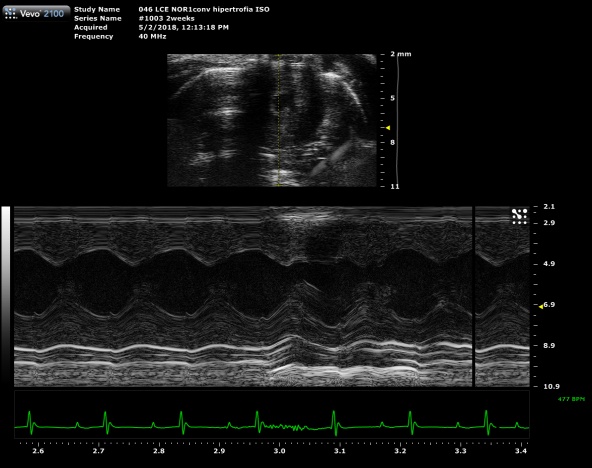 Vevo 2100
Study Name 046 LCE NOR1conv hipertrofia ISO
Series Name #1003 2weeks
Acquired 5/2/2018, 12:13:18 PM
Frequency 40 MHz
2 mm
5
8
11
2.1
2.9
4.9
6.9
8.9
10.9
477 BPM
2.6 2.7 2.8 2.9 3.0 3.1 3.2 3.3 3.4